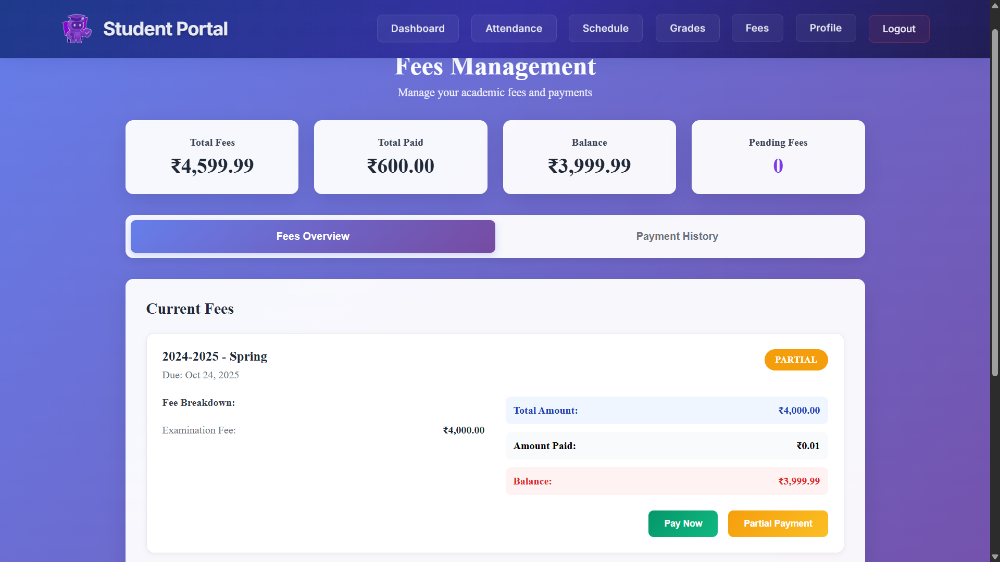 Student Portal
Dashboard
Attendance
Schedule
Grades
Fees
Profile
Logout
Fees Management
Manage your academic fees and payments
Total Fees
₹4,599.99
Total Paid
₹600.00
Balance
₹3,999.99
Pending Fees
0
Fees Overview
Payment History
Current Fees
2024-2025 - Spring
Due: Oct 24, 2025
PARTIAL
Fee Breakdown:
Examination Fee: ₹4,000.00
Total Amount: ₹4,000.00
Amount Paid: ₹0.01
Balance: ₹3,999.99
Pay Now
Partial Payment